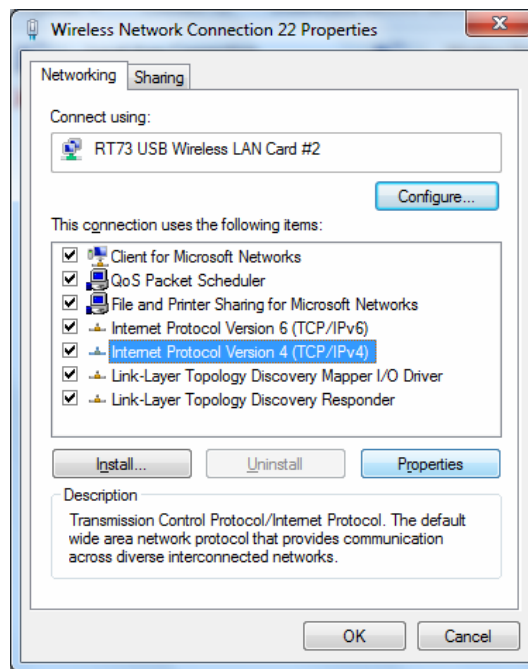 Wireless Network Connection 22 Properties
Networking
Sharing
Connect using:
RT73 USB Wireless LAN Card #2
Configure...
This connection uses the following items:
Client for Microsoft Networks
QoS Packet Scheduler
File and Printer Sharing for Microsoft Networks
Internet Protocol Version 6 (TCP/IPv6)
Internet Protocol Version 4 (TCP/IPv4)
Link-Layer Topology Discovery Mapper I/O Driver
Link-Layer Topology Discovery Responder
Install...
Uninstall
Properties
Description
Transmission Control Protocol/Internet Protocol. The default
wide area network protocol that provides communication
across diverse interconnected networks.
OK
Cancel